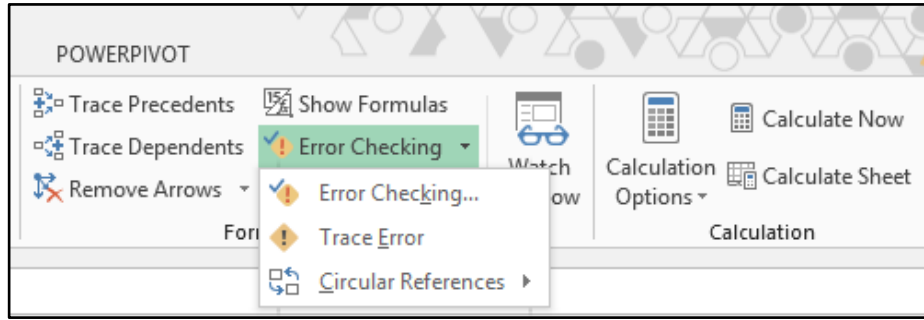 POWERPIVOT
Trace Precedents
Show Formulas
Trace Dependents
Error Checking
Remove Arrows
Error Checking...
Trace Error
Circular References
Calculation
Options
Calculate Now
Calculate Sheet
Calculation